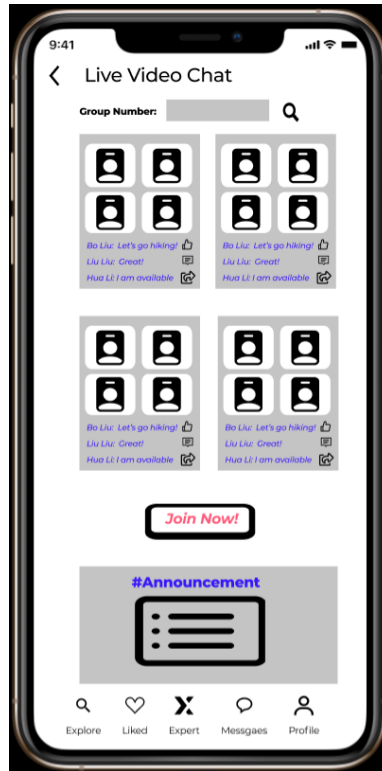 9:41
Live Video Chat
Group Number:
Bo Liu: Let's go hiking!
Liu Liu: Great!
Hua Li: I am available
Bo Liu: Let's go hiking!
Liu Liu: Great!
Hua Li: I am available
Bo Liu: Let's go hiking!
Liu Liu: Great!
Hua Li: I am available
Bo Liu: Let's go hiking!
Liu Liu: Great!
Hua Li: I am available
Join Now!
#Announcement
Explore Liked Expert Messgaes Profile